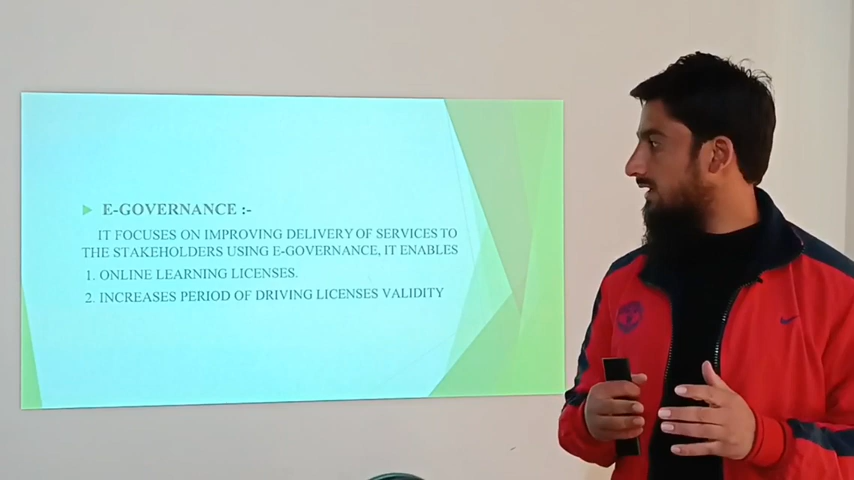 E-GOVERNANCE :-
IT FOCUSES ON IMPROVING DELIVERY OF SERVICES TO
THE STAKEHOLDERS USING E-GOVERNANCE, IT ENABLES
1. ONLINE LEARNING LICENSES.
2. INCREASES PERIOD OF DRIVING LICENSES VALIDITY